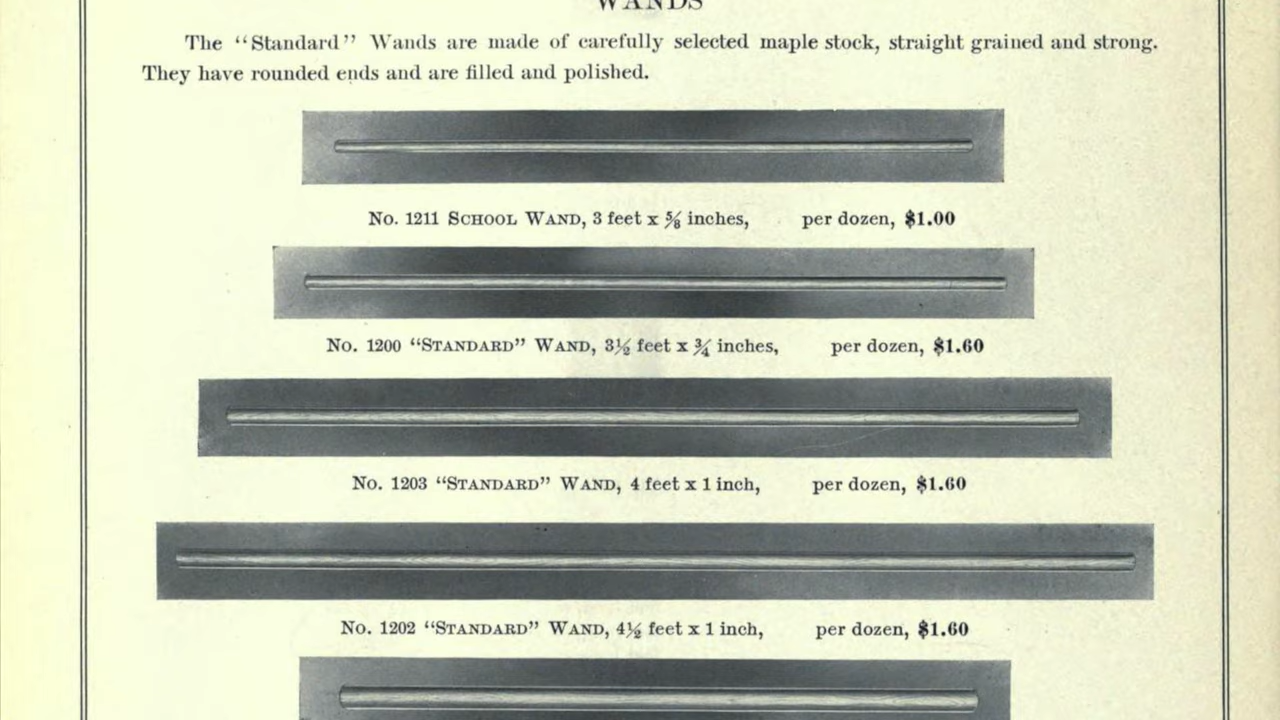 WANDS
The “Standard” Wands are made of carefully selected maple stock, straight grained and strong.
They have rounded ends and are filled and polished.
No. 1211 School Wand, 3 feet x ⅝ inches, per dozen, $1.00
No. 1200 “Standard” Wand, 3½ feet x ¾ inches, per dozen, $1.60
No. 1203 “Standard” Wand, 4 feet x 1 inch, per dozen, $1.60
No. 1202 “Standard” Wand, 4½ feet x 1 inch, per dozen, $1.60